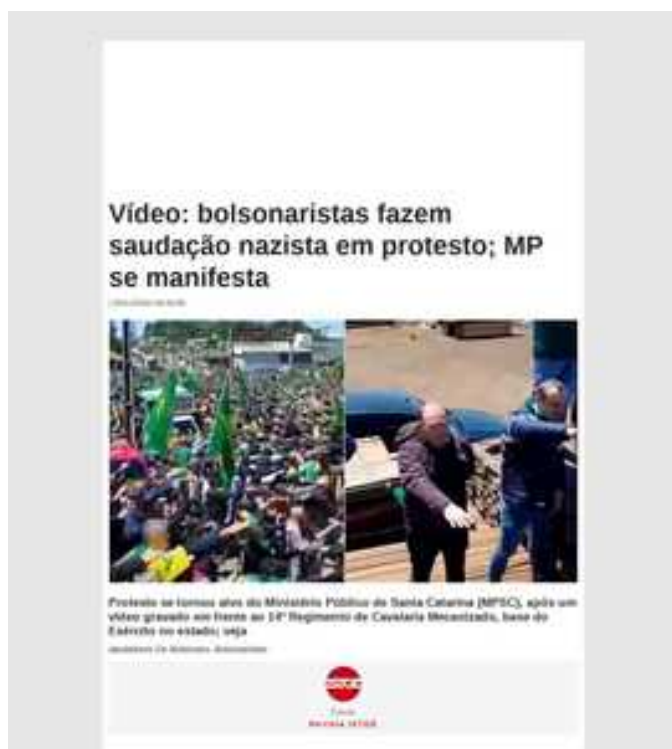 Vídeo: bolsonaristas fazem
saudação nazista em protesto; MP
se manifesta
Protesto se tornou alvo do Ministério Público de Santa Catarina (MPSC), após um
vídeo gravado em frente ao 14º Regimento de Cavalaria Mecanizado, base do
Exército no estado; veja